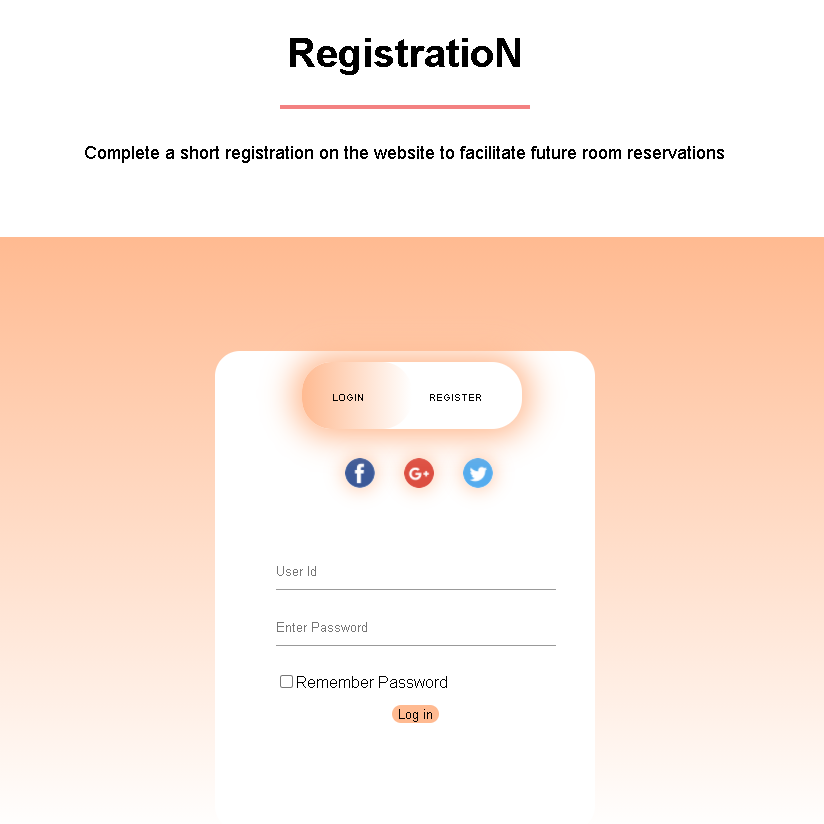 RegistratioN
Complete a short registration on the website to facilitate future room reservations
LOGIN REGISTER
f G+
User Id
Enter Password
Remember Password
Log in